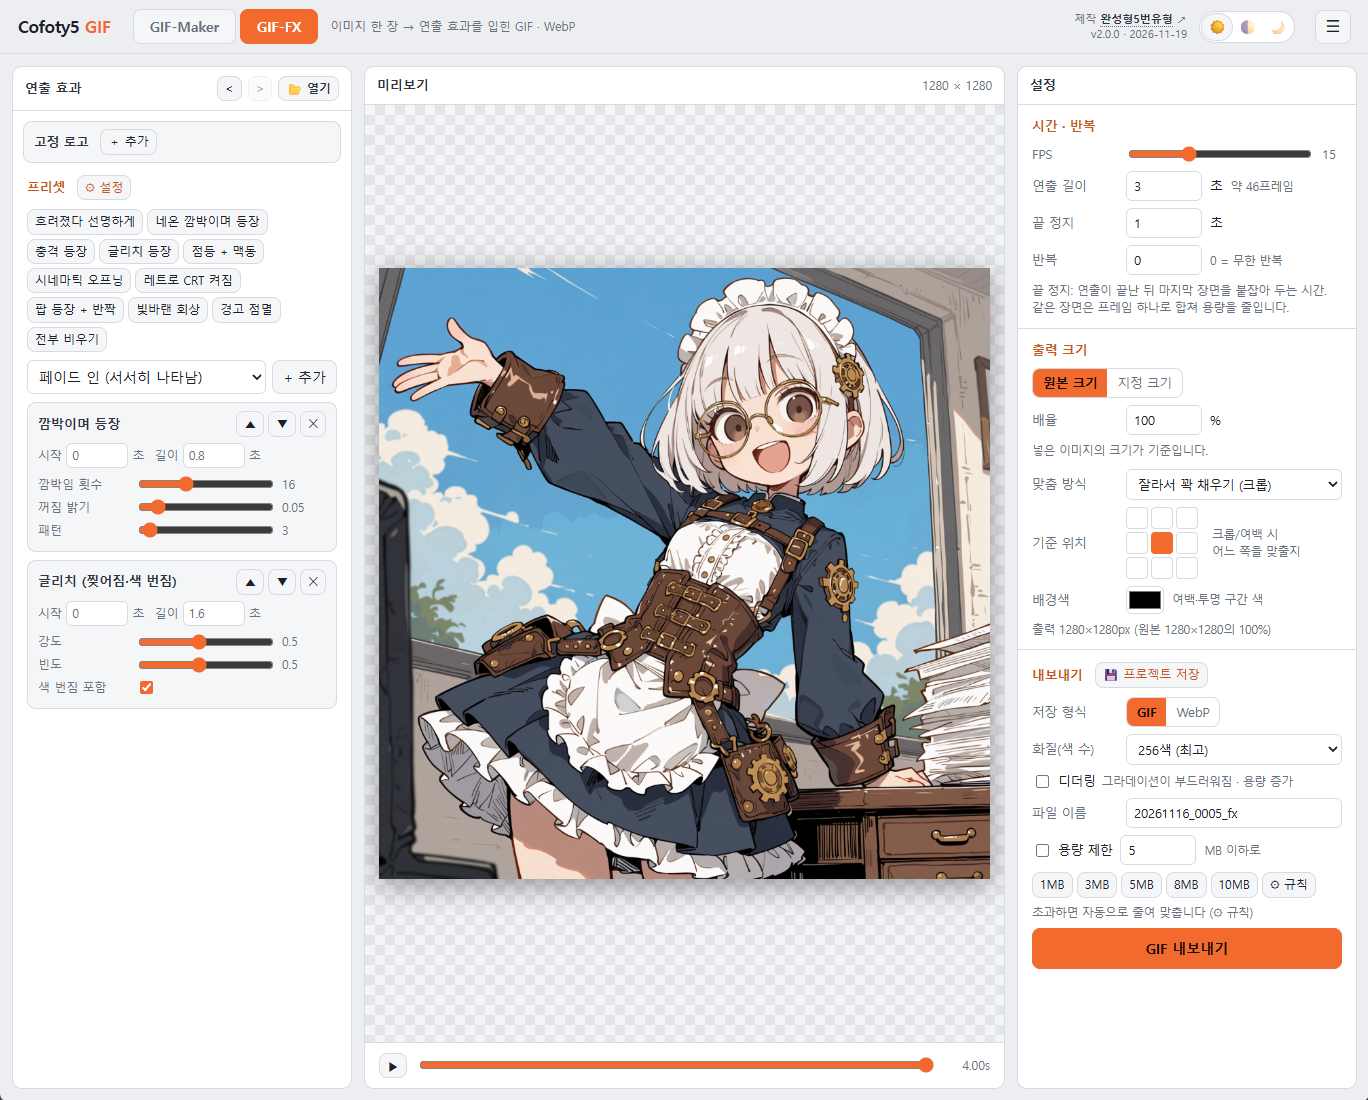 Cofoty5 GIF
GIF-Maker
GIF-FX
이미지 한 장 → 연출 효과를 입힌 GIF · WebP
제작 완성형5번유형 ↗
v2.0.0 · 2026-11-19
연출 효과
<
>
열기
고정 로고
+ 추가
프리셋
⚙ 설정
흐려졌다 선명하게
네온 깜박이며 등장
충격 등장
글리치 등장
점등 + 맥동
시네마틱 오프닝
레트로 CRT 켜짐
팝 등장 + 반짝
빛바랜 회상
경고 점멸
전부 비우기
페이드 인 (서서히 나타남)
+ 추가
깜박이며 등장
▲
▼
✕
시작 0 초 길이 0.8 초
깜박임 횟수 16
꺼짐 밝기 0.05
패턴 3
글리치 (찢어짐·색 번짐)
▲
▼
✕
시작 0 초 길이 1.6 초
강도 0.5
빈도 0.5
색 번짐 포함
미리보기
1280 × 1280
▶
4.00s
설정
시간 · 반복
FPS 15
연출 길이 3 초 약 46프레임
끝 정지 1 초
반복 0 0 = 무한 반복
끝 정지: 연출이 끝난 뒤 마지막 장면을 붙잡아 두는 시간.
같은 장면은 프레임 하나로 합쳐 용량을 줄입니다.
출력 크기
원본 크기
지정 크기
배율 100 %
넣은 이미지의 크기가 기준입니다.
맞춤 방식 잘라서 꽉 채우기 (크롭)
기준 위치
크롭/여백 시
어느 쪽을 맞출지
배경색 여백·투명 구간 색
출력 1280×1280px (원본 1280×1280의 100%)
내보내기
프로젝트 저장
저장 형식 GIF WebP
화질(색 수) 256색 (최고)
디더링 그라데이션이 부드러워짐 · 용량 증가
파일 이름 20261116_0005_fx
용량 제한 5 MB 이하로
1MB
3MB
5MB
8MB
10MB
⚙ 규칙
초과하면 자동으로 줄여 맞춥니다 (⚙ 규칙)
GIF 내보내기